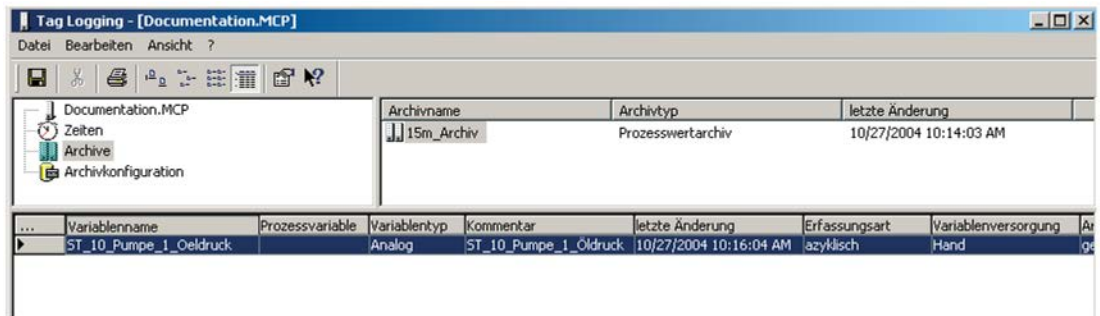 Tag Logging - [Documentation.MCP]
Datei Bearbeiten Ansicht ?
Documentation.MCP
Zeiten
Archive
Archivkonfiguration
Archivname Archivtyp letzte Änderung
15m_Archiv Prozesswertarchiv 10/27/2004 10:14:03 AM
... Variablenname Prozessvariable Variablentyp Kommentar letzte Änderung Erfassungsart Variablenversorgung Ar
ST_10_Pumpe_1_Oeldruck Analog ST_10_Pumpe_1_Öldruck 10/27/2004 10:16:04 AM azyklisch Hand ge